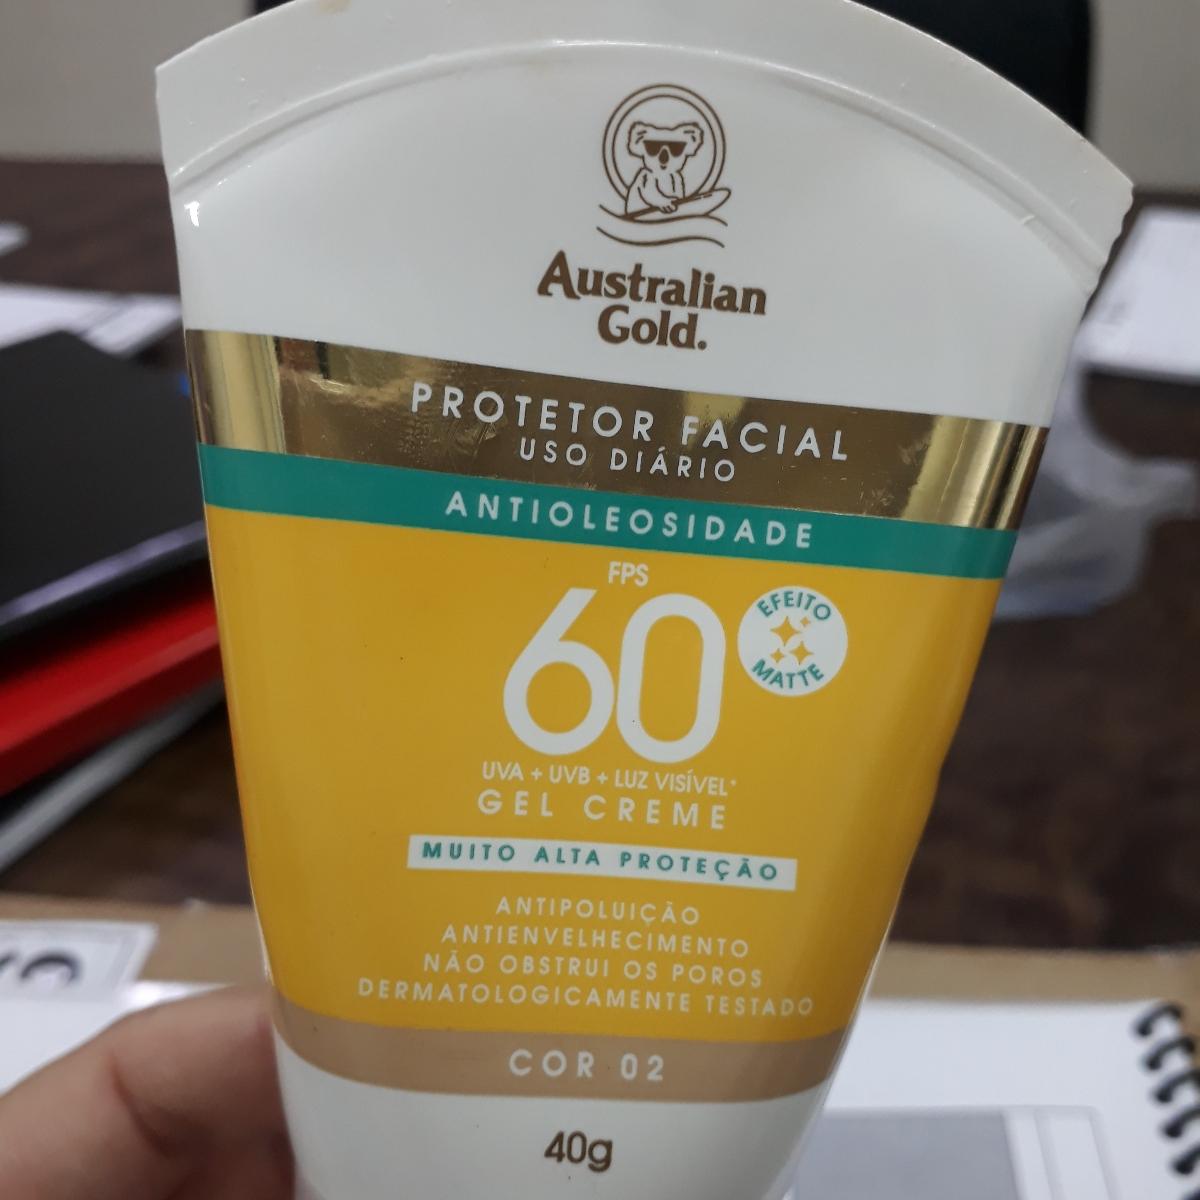 Australian
Gold.
PROTETOR FACIAL
USO DIÁRIO
ANTIOLEOSIDADE
FPS
60
EFEITO
MATTE
UVA + UVB + LUZ VISÍVEL*
GEL CREME
MUITO ALTA PROTEÇÃO
ANTIPOLUIÇÃO
ANTIENVELHECIMENTO
NÃO OBSTRUI OS POROS
DERMATOLOGICAMENTE TESTADO
COR 02
40g